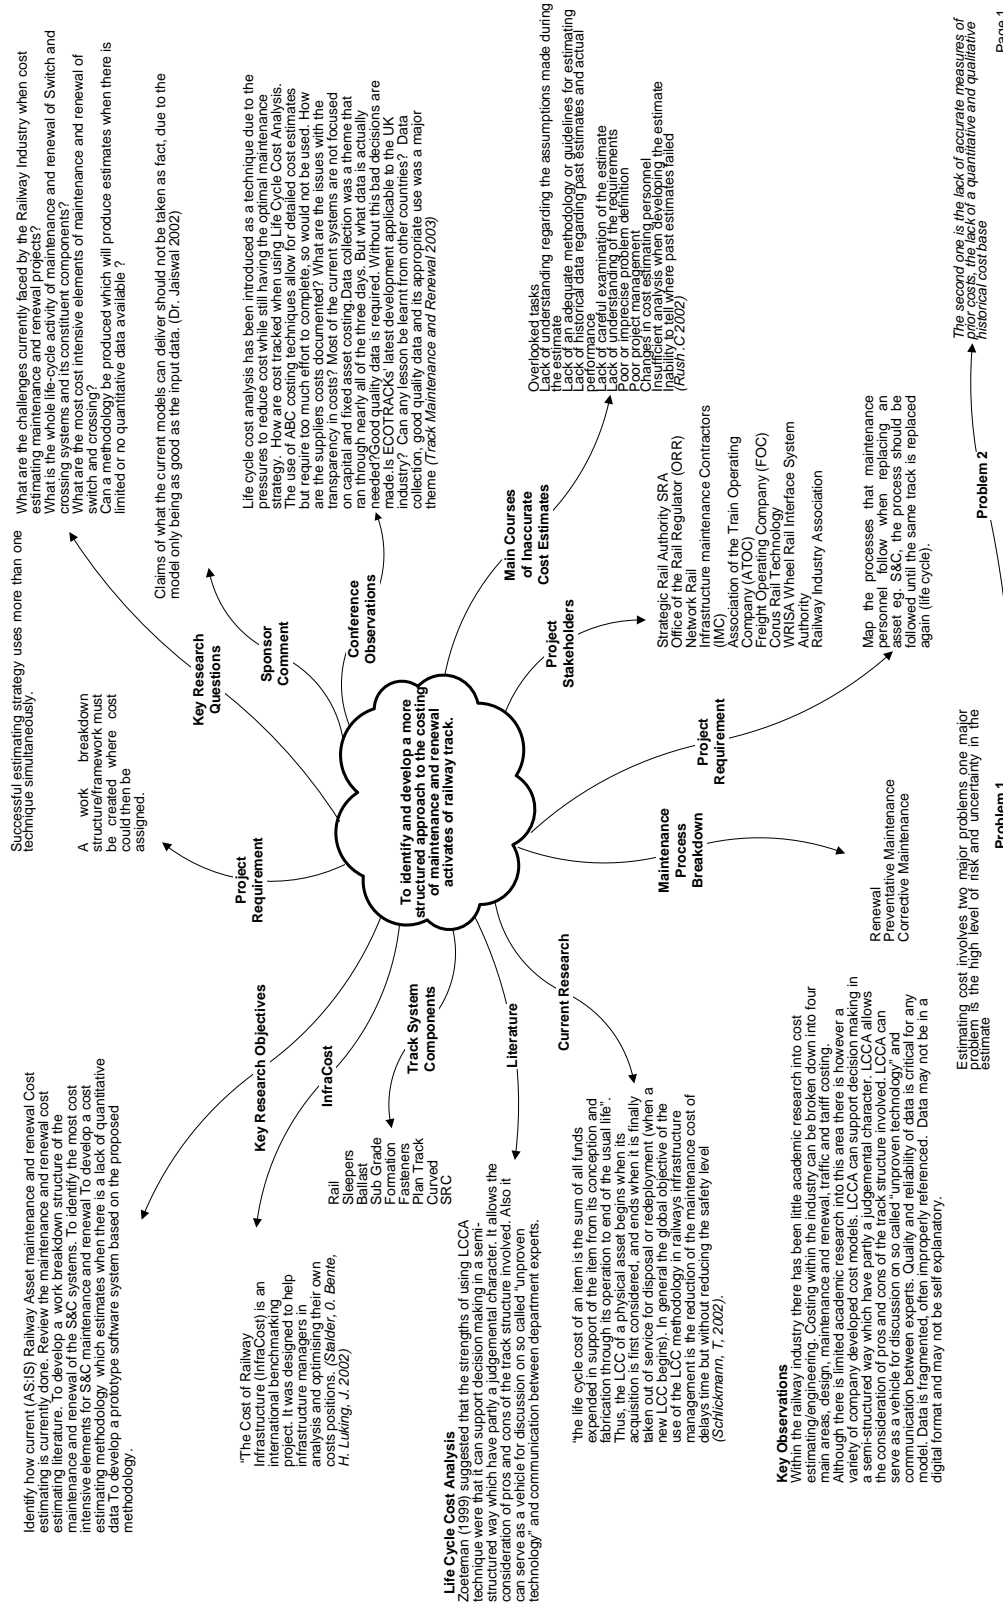 Identify how current (AS:IS) Railway Asset maintenance and renewal Cost
estimating is currently done. Review the maintenance and renewal cost
estimating literature. To develop a work breakdown structure of the
maintenance and renewal of the S&C systems. To identify the most cost
intensive elements for S&C maintenance and renewal To develop a cost
estimating methodology which estimates when there is a lack of quantitative
data To develop a prototype software system based on the proposed
methodology.
Successful estimating strategy uses more than one
technique simultaneously.
A work breakdown
structure/framework must
be created where cost
could then be
assigned.
What are the challenges currently faced by the Railway Industry when cost
estimating maintenance and renewal projects?
What is the whole life-cycle activity of maintenance and renewal of Switch and
crossing systems and its constituent components?
What are the most cost intensive elements of maintenance and renewal of
switch and crossing?
Can a methodology be produced which will produce estimates when there is
limited or no quantitative data available ?
Claims of what the current models can deliver should not be taken as fact, due to the
model only being as good as the input data. (Dr. Jaiswal 2002)
Key Research Objectives
Project
Requirement
Key Research
Questions
Sponsor
Comment
Conference
Observations
InfraCost
"The Cost of Railway
Infrastructure (InfraCost) is an
international benchmarking
project. It was designed to help
infrastructure managers in
analysis and optimising their own
costs positions. (Stalder, 0. Bente,
H. Luking. J. 2002)
Life cycle cost analysis has been introduced as a technique due to the
pressures to reduce cost while still having the optimal maintenance
strategy. How are cost tracked when using Life Cycle Cost Analysis.
The use of ABC costing techniques allow for detailed cost estimates
but require too much effort to complete, so would not be used. How
are the suppliers costs documented? What are the issues with the
transparency in costs? Most of the current systems are not focused
on capital and fixed asset costing.Data collection was a theme that
ran through nearly all of the three days. But what data is actually
needed?Good quality data is required. Without this bad decisions are
made.Is ECOTRACKs' latest development applicable to the UK
industry? Can any lesson be learnt from other countries? Data
collection, good quality data and its appropriate use was a major
theme (Track Maintenance and Renewal 2003)
Track System
Components
Rail
Sleepers
Ballast
Sub Grade
Formation
Fasteners
Plan Track
Curved
SRC
To identify and develop a more
structured approach to the costing
of maintenance and renewal
activates of railway track.
Main Courses
of Inaccurate
Cost Estimates
Overlooked tasks
Lack of understanding regarding the assumptions made during
the estimate
Lack of an adequate methodology or guidelines for estimating
Lack of historical data regarding past estimates and actual
performance
Lack of careful examination of the estimate
Lack of understanding of the requirements
Poor or imprecise problem definition
Poor project management
Changes in cost estimating personnel
Insufficient analysis when developing the estimate
Inability to tell where past estimates failed
(Rush. C 2002)
Literature
Life Cycle Cost Analysis
Zoeteman (1999) suggested that the strengths of using LCCA
technique were that it can support decision making in a semi-
structured way which have partly a judgemental character. It allows the
consideration of pros and cons of the track structure involved. Also it
can serve as a vehicle for discussion on so called "unproven
technology" and communication between department experts.
Project
Stakeholders
Strategic Rail Authority SRA
Office of the Rail Regulator (ORR)
Network Rail
Infrastructure maintenance Contractors
(IMC)
Association of the Train Operating
Company (ATOC)
Freight Operating Company (FOC)
Corus Rail Technology
WRISA Wheel Rail Interface System
Authority
Railway Industry Association
Current Research
"the life cycle cost of an item is the sum of all funds
expended in support of the item from its conception and
fabrication through its operation to end of the usual life".
Thus, the LCC of a physical asset begins when its
acquisition is first considered, and ends when it is finally
taken out of service for disposal or redeployment (when a
new LCC begins). In general the global objective of the
use of the LCC methodology in railways infrastructure
management is the reduction of the maintenance cost of
delays time but without reducing the safety level
(Schlickmann, T, 2002).
Maintenance
Process
Breakdown
Renewal
Preventative Maintenance
Corrective Maintenance
Project
Requirement
Map the processes that maintenance
personnel follow when replacing an
asset eg. S&C, the process should be
followed until the same track is replaced
again (life cycle).
Key Observations
Within the railway industry there has been little academic research into cost
estimating/engineering. Costing within the industry can be broken down into four
main areas, design, maintenance and renewal, traffic and tariff costing.
Although there is limited academic research into this area there is however a
variety of company developed cost models. LCCA can support decision making in
a semi-structured way which have partly a judgemental character. LCCA allows
the consideration of pros and cons of the track structure involved. LCCA can
serve as a vehicle for discussion on so called "unproven technology" and
communication between experts. Quality and reliability of data is critical for any
model. Data is fragmented, often improperly referenced. Data may not be in a
digital format and may not be self explanatory.
Estimating cost involves two major problems one major
problem is the high level of risk and uncertainty in the
estimate
Problem 1
Problem 2
The second one is the lack of accurate measures of
prior costs, the lack of a quantitative and qualitative
historical cost base
Page 1